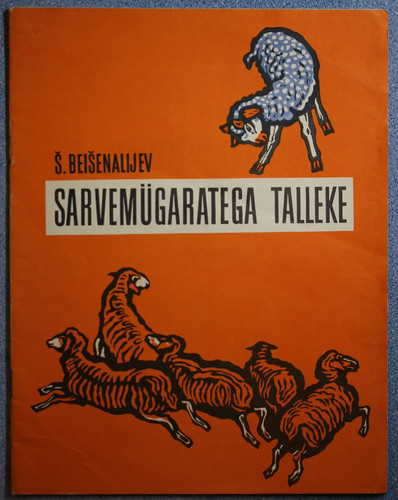 Š. BEIŠENALIJEV
SARVEMÜGARATEGA TALLEKE